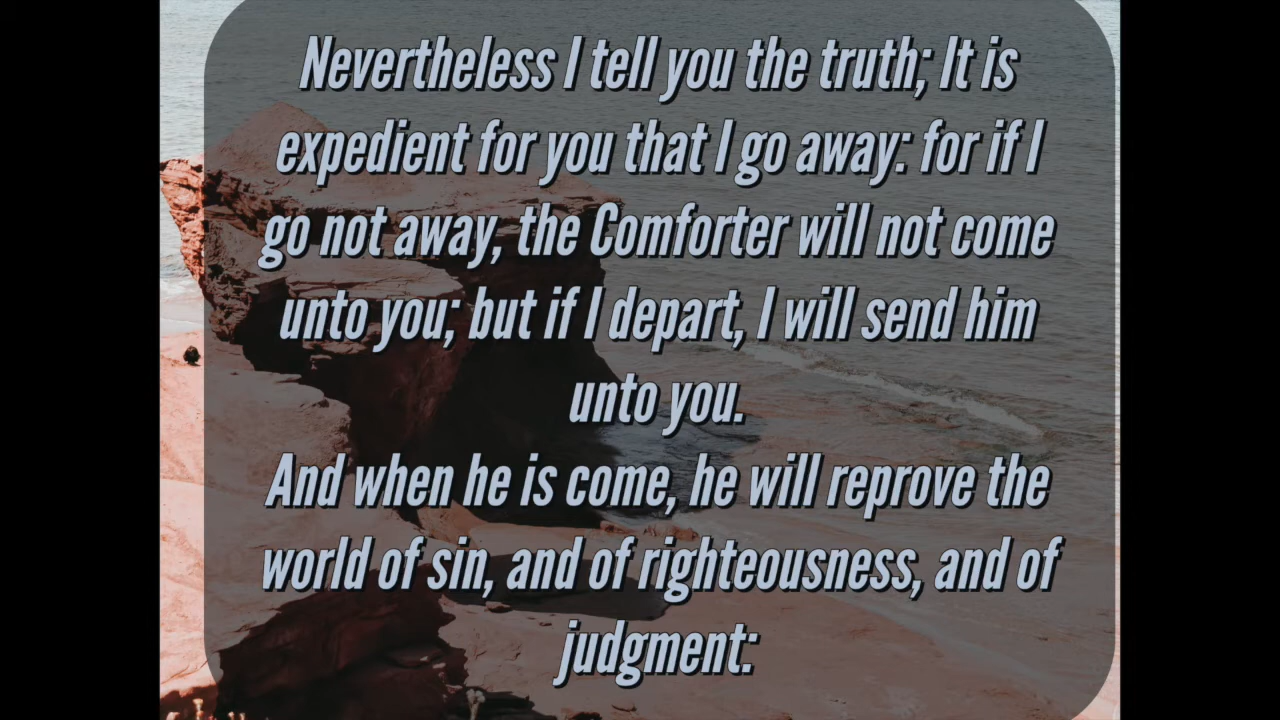 Nevertheless I tell you the truth; It is
expedient for you that I go away: for if I
go not away, the Comforter will not come
unto you; but if I depart, I will send him
unto you.
And when he is come, he will reprove the
world of sin, and of righteousness, and of
judgment: